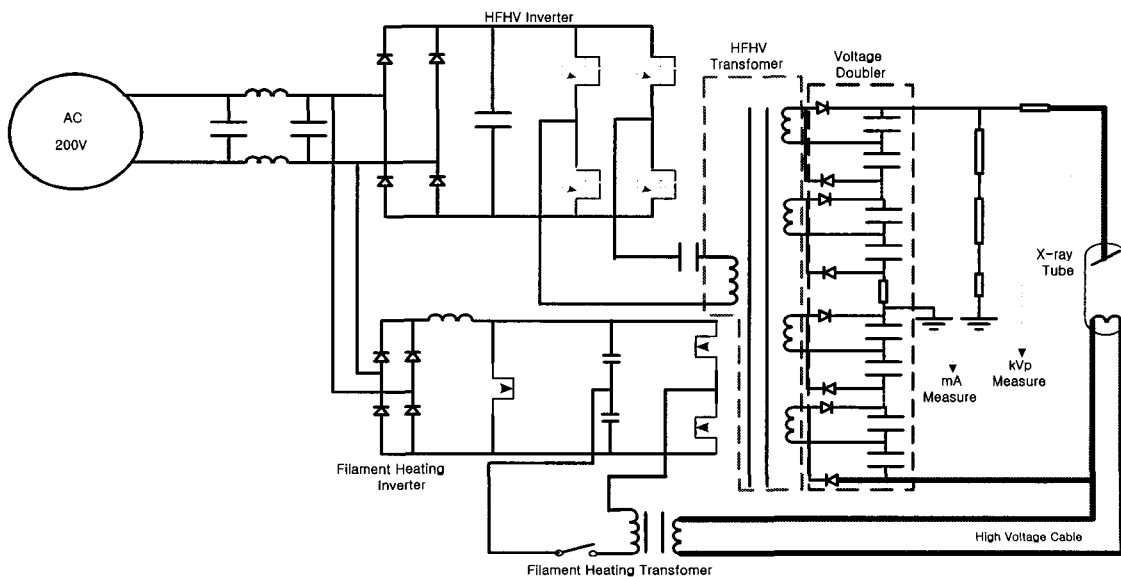 HFHV Inverter
AC
200V
HFHV
Transfomer
Voltage
Doubler
X-ray
Tube
mA
Measure
kVp
Measure
Filament Heating
Inverter
High Voltage Cable
Filament Heating Transfomer